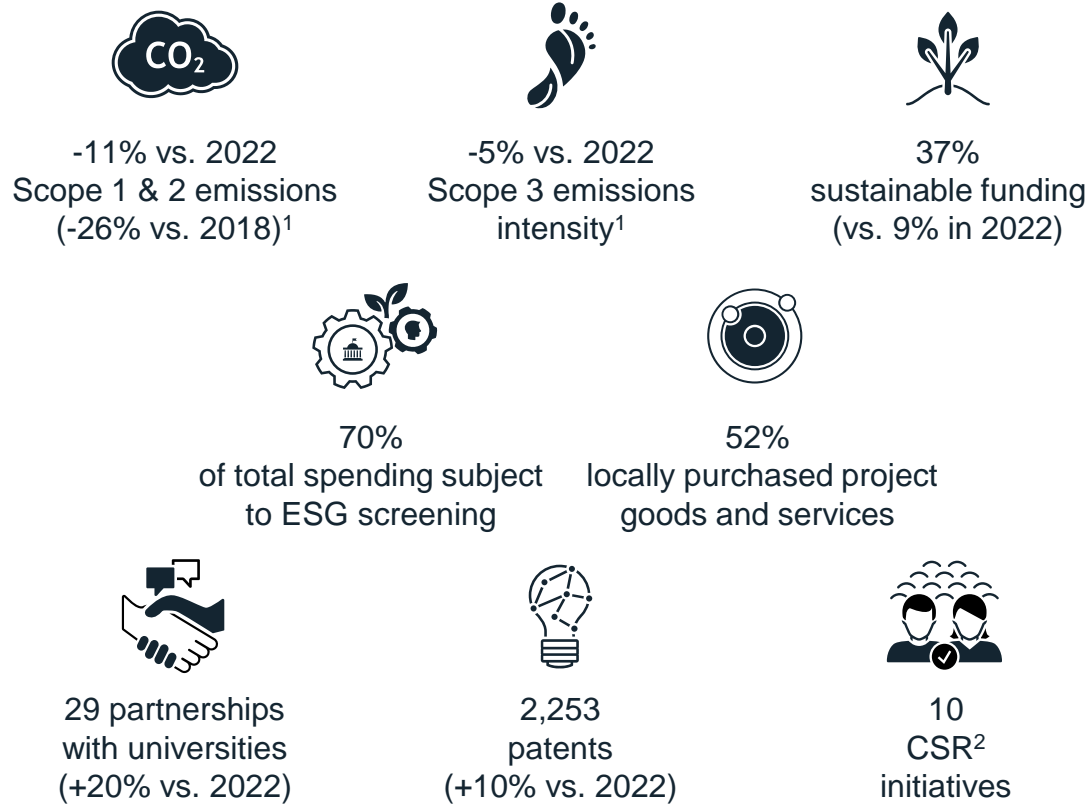 CO₂
-11% vs. 2022
Scope 1 & 2 emissions
(-26% vs. 2018)¹
-5% vs. 2022
Scope 3 emissions
intensity¹
37%
sustainable funding
(vs. 9% in 2022)
70%
of total spending subject
to ESG screening
52%
locally purchased project
goods and services
29 partnerships
with universities
(+20% vs. 2022)
2,253
patents
(+10% vs. 2022)
10
CSR²
initiatives